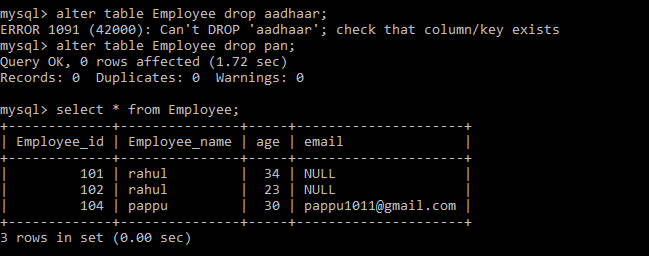 mysql> alter table Employee drop aadhaar;
ERROR 1091 (42000): Can't DROP 'aadhaar'; check that column/key exists
mysql> alter table Employee drop pan;
Query OK, 0 rows affected (1.72 sec)
Records: 0  Duplicates: 0  Warnings: 0

mysql> select * from Employee;
+-------------+---------------+-----+---------------------+
| Employee_id | Employee_name | age | email               |
+-------------+---------------+-----+---------------------+
|         101 | rahul         |  34 | NULL                |
|         102 | rahul         |  23 | NULL                |
|         104 | pappu         |  30 | pappu1011@gmail.com |
+-------------+---------------+-----+---------------------+
3 rows in set (0.00 sec)